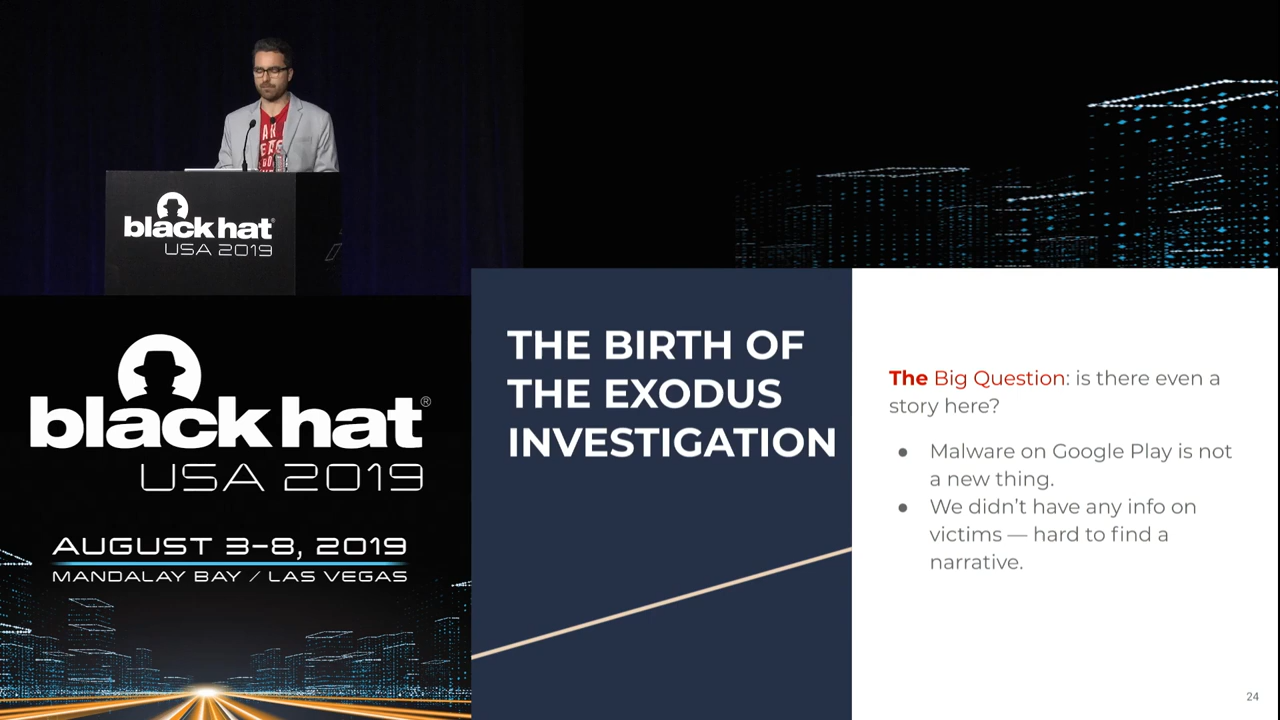 AR
black hat
USA 2019
black hat®
USA 2019
AUGUST 3-8, 2019
MANDALAY BAY / LAS VEGAS
THE BIRTH OF
THE EXODUS
INVESTIGATION
The Big Question: is there even a
story here?
● Malware on Google Play is not
a new thing.
● We didn’t have any info on
victims — hard to find a
narrative.
24